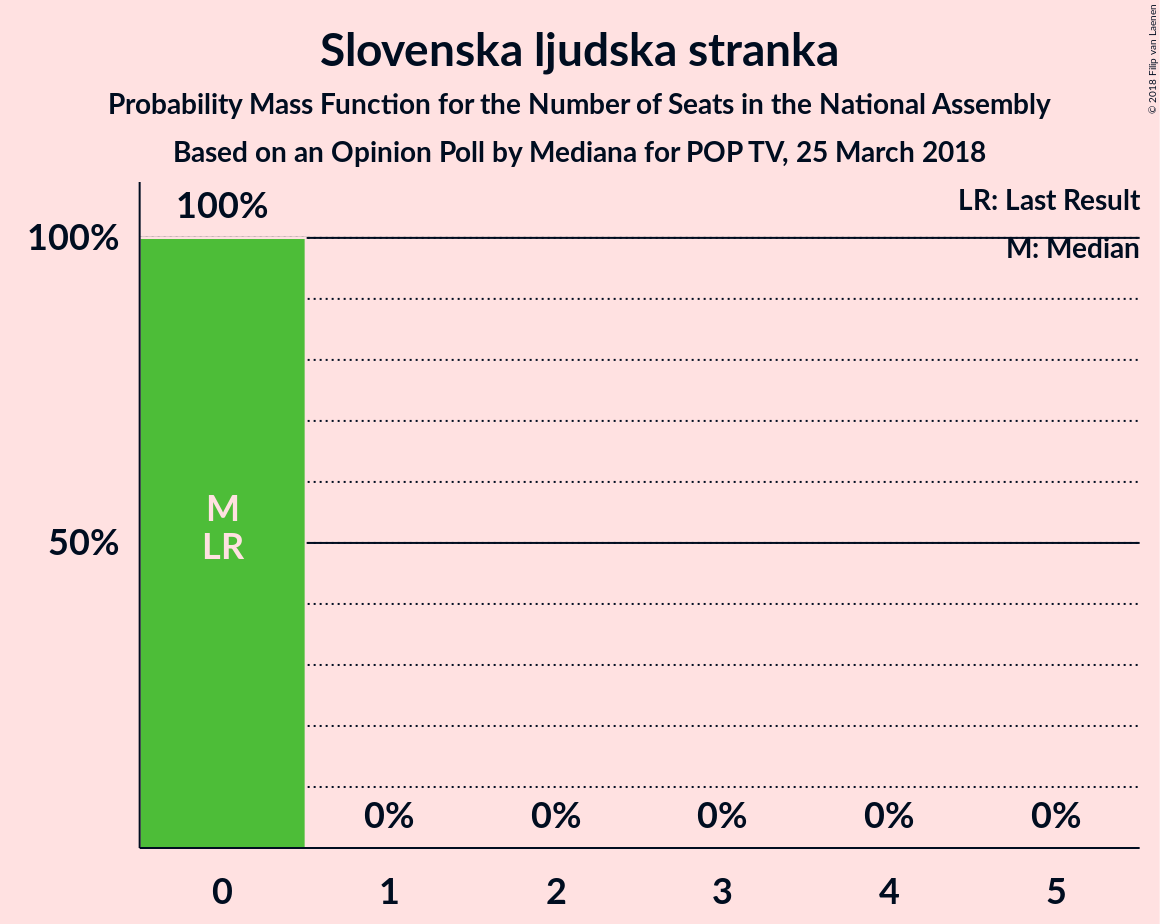 Slovenska ljudska stranka
Probability Mass Function for the Number of Seats in the National Assembly
Based on an Opinion Poll by Mediana for POP TV, 25 March 2018
© 2018 Filip van Laenen
LR: Last Result
M: Median
100%
100%
50%
M
LR
0%
0%
0%
0%
0%
0
1
2
3
4
5